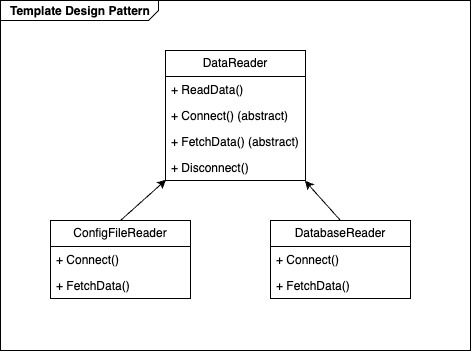 Template Design Pattern
DataReader
+ ReadData()
+ Connect() (abstract)
+ FetchData() (abstract)
+ Disconnect()
ConfigFileReader
+ Connect()
+ FetchData()
DatabaseReader
+ Connect()
+ FetchData()